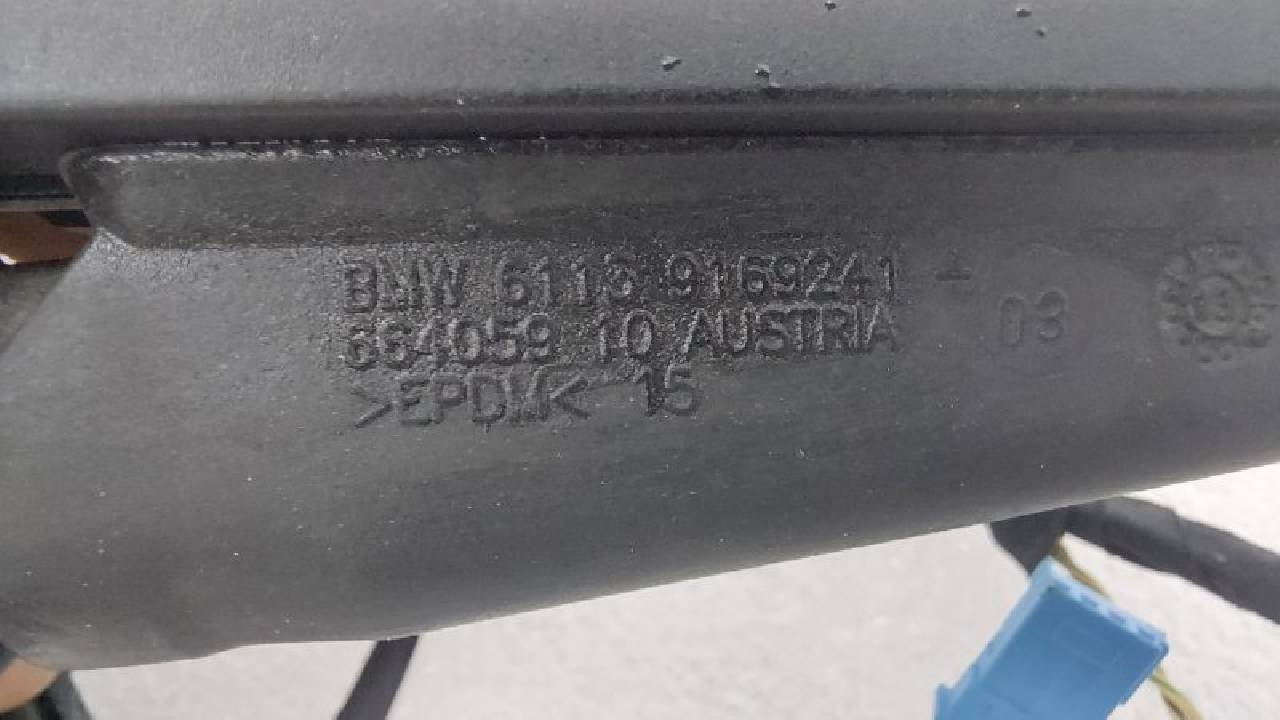 BMW 6113 9169241
664059 10 AUSTRIA
>EPDM< 15
03